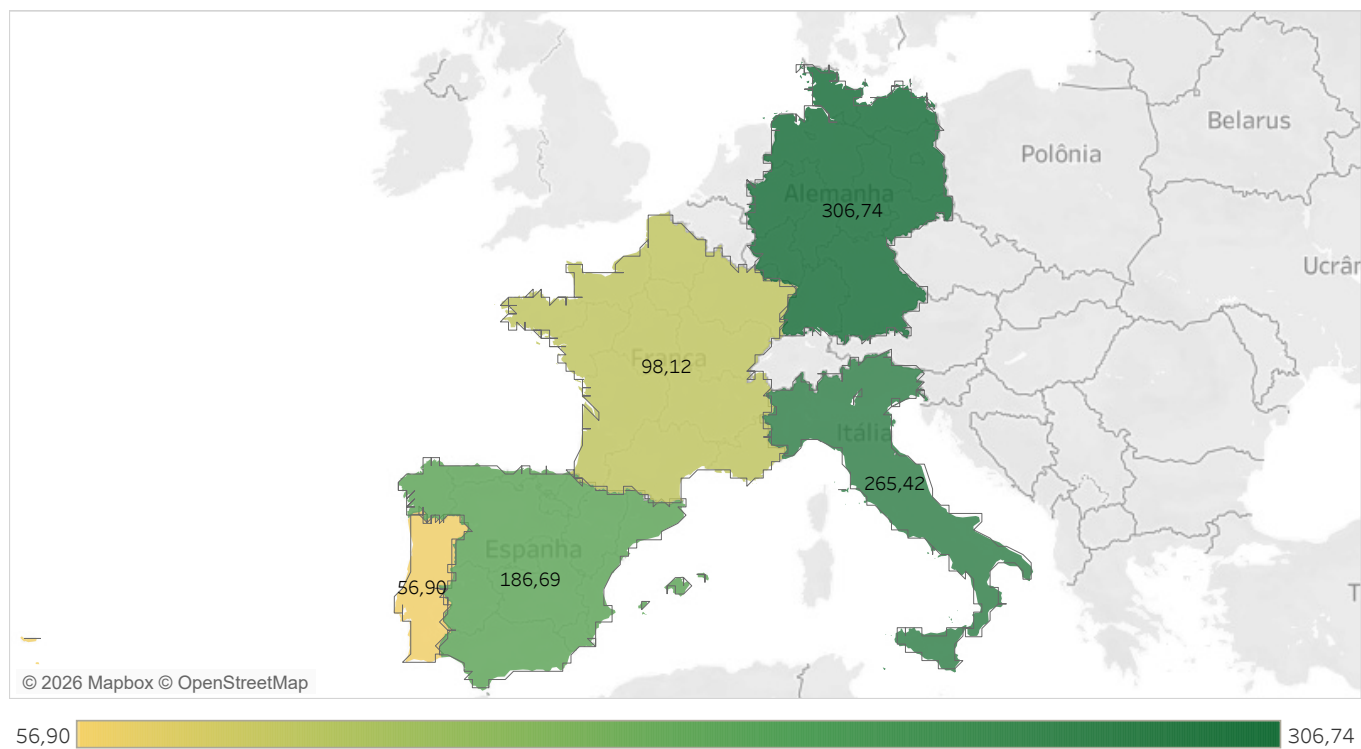 Belarus
Polônia
Alemanha
306,74
Ucrân
França
98,12
Itália
265,42
Espanha
186,69
56,90
T
© 2026 Mapbox © OpenStreetMap
56,90
306,74